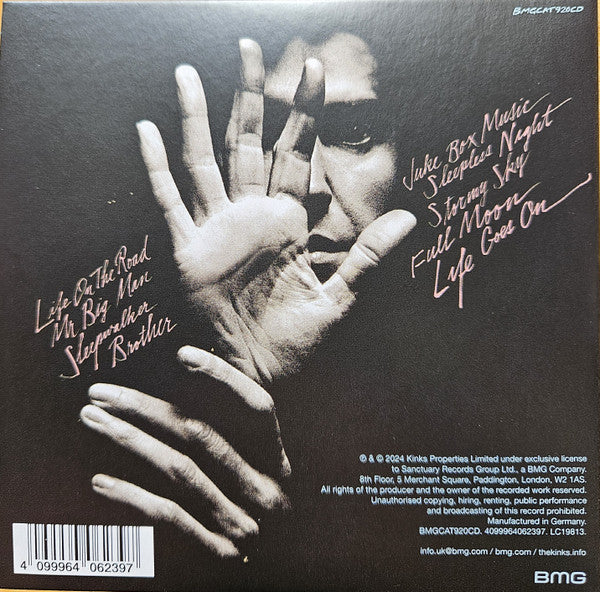 BMGCAT920CD
Life On The Road
Mr Big Man
Sleepwalker
Brother
Juke Box Music
Sleepless Night
Stormy Sky
Full Moon
Life Goes On
℗ & © 2024 Kinks Properties Limited under exclusive license
to Sanctuary Records Group Ltd., a BMG Company.
8th Floor, 5 Merchant Square, Paddington, London, W2 1AS.
All rights of the producer and the owner of the recorded work reserved.
Unauthorised copying, hiring, renting, public performance
and broadcasting of this record prohibited.
Manufactured in Germany.
BMGCAT920CD. 4099964062397. LC19813.
info.uk@bmg.com / bmg.com / thekinks.info
4 099964 062397
BMG